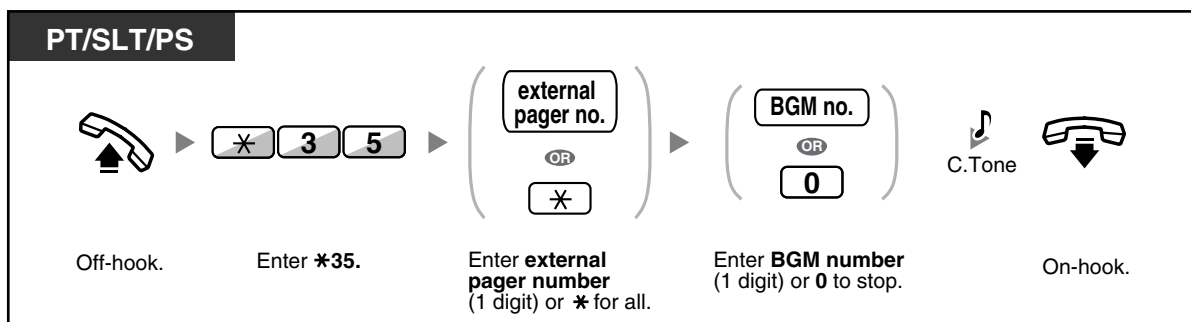 PT/SLT/PS
external
pager no.
OR
*
* 3 5
BGM no.
OR
0
C.Tone
Off-hook.
Enter *35.
Enter external
pager number
(1 digit) or * for all.
Enter BGM number
(1 digit) or 0 to stop.
On-hook.